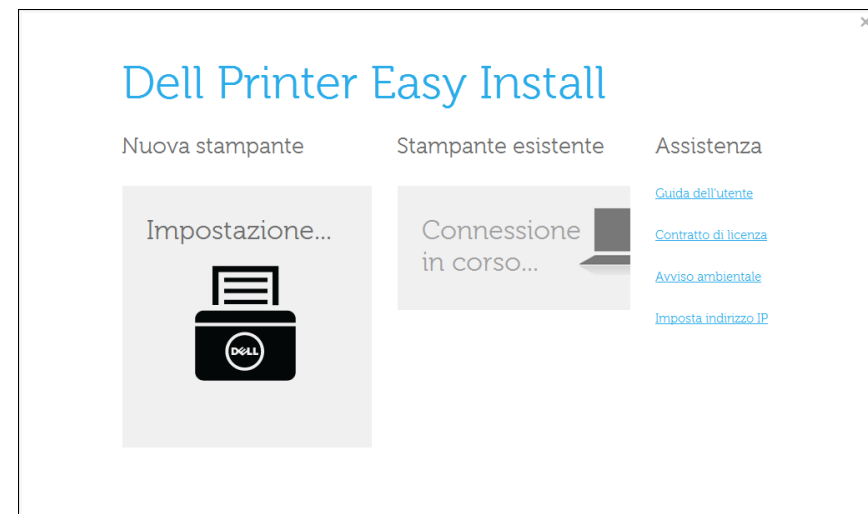 Dell Printer Easy Install
Nuova stampante
Stampante esistente
Assistenza
Impostazione...
DELL
Connessione
in corso...
Guida dell'utente
Contratto di licenza
Avviso ambientale
Imposta indirizzo IP